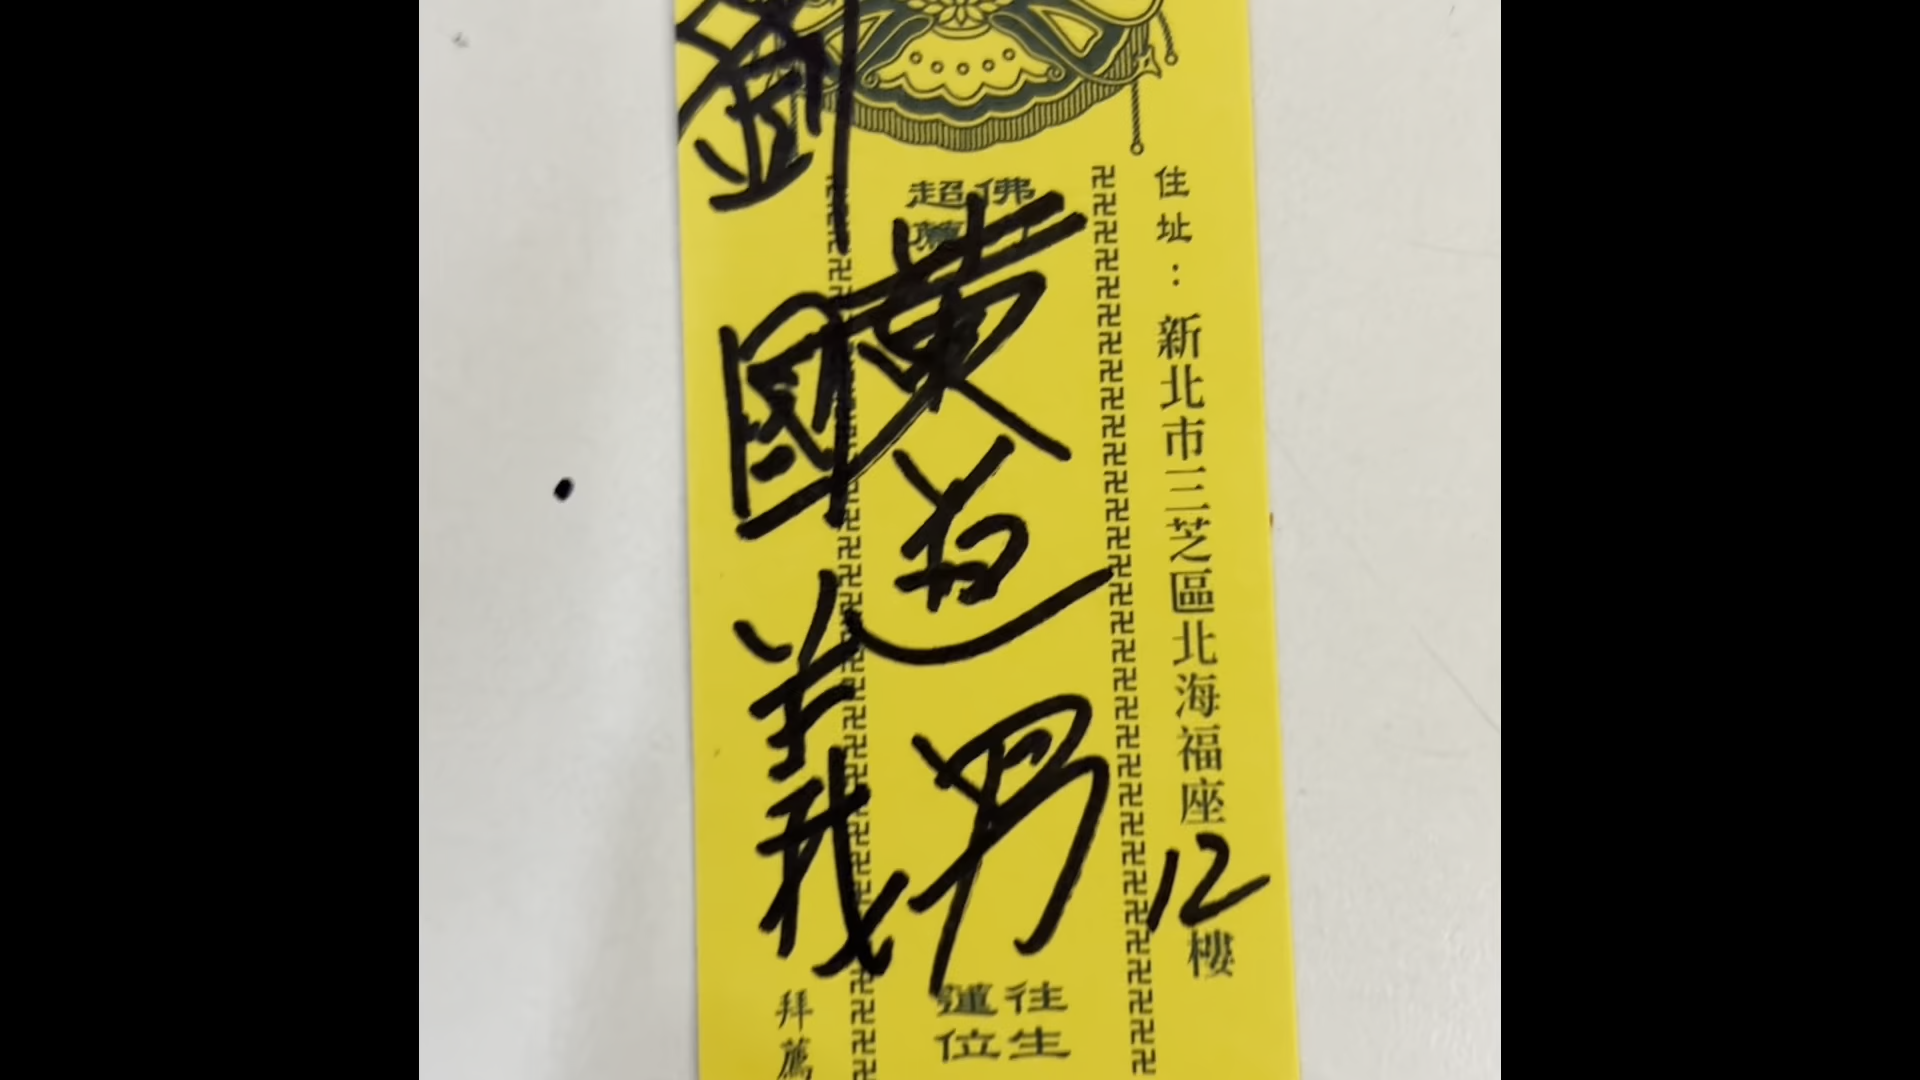 住址：新北市三芝區北海福座12樓
佛力
超薦
黃道男
往生
蓮位
劉國義
拜薦